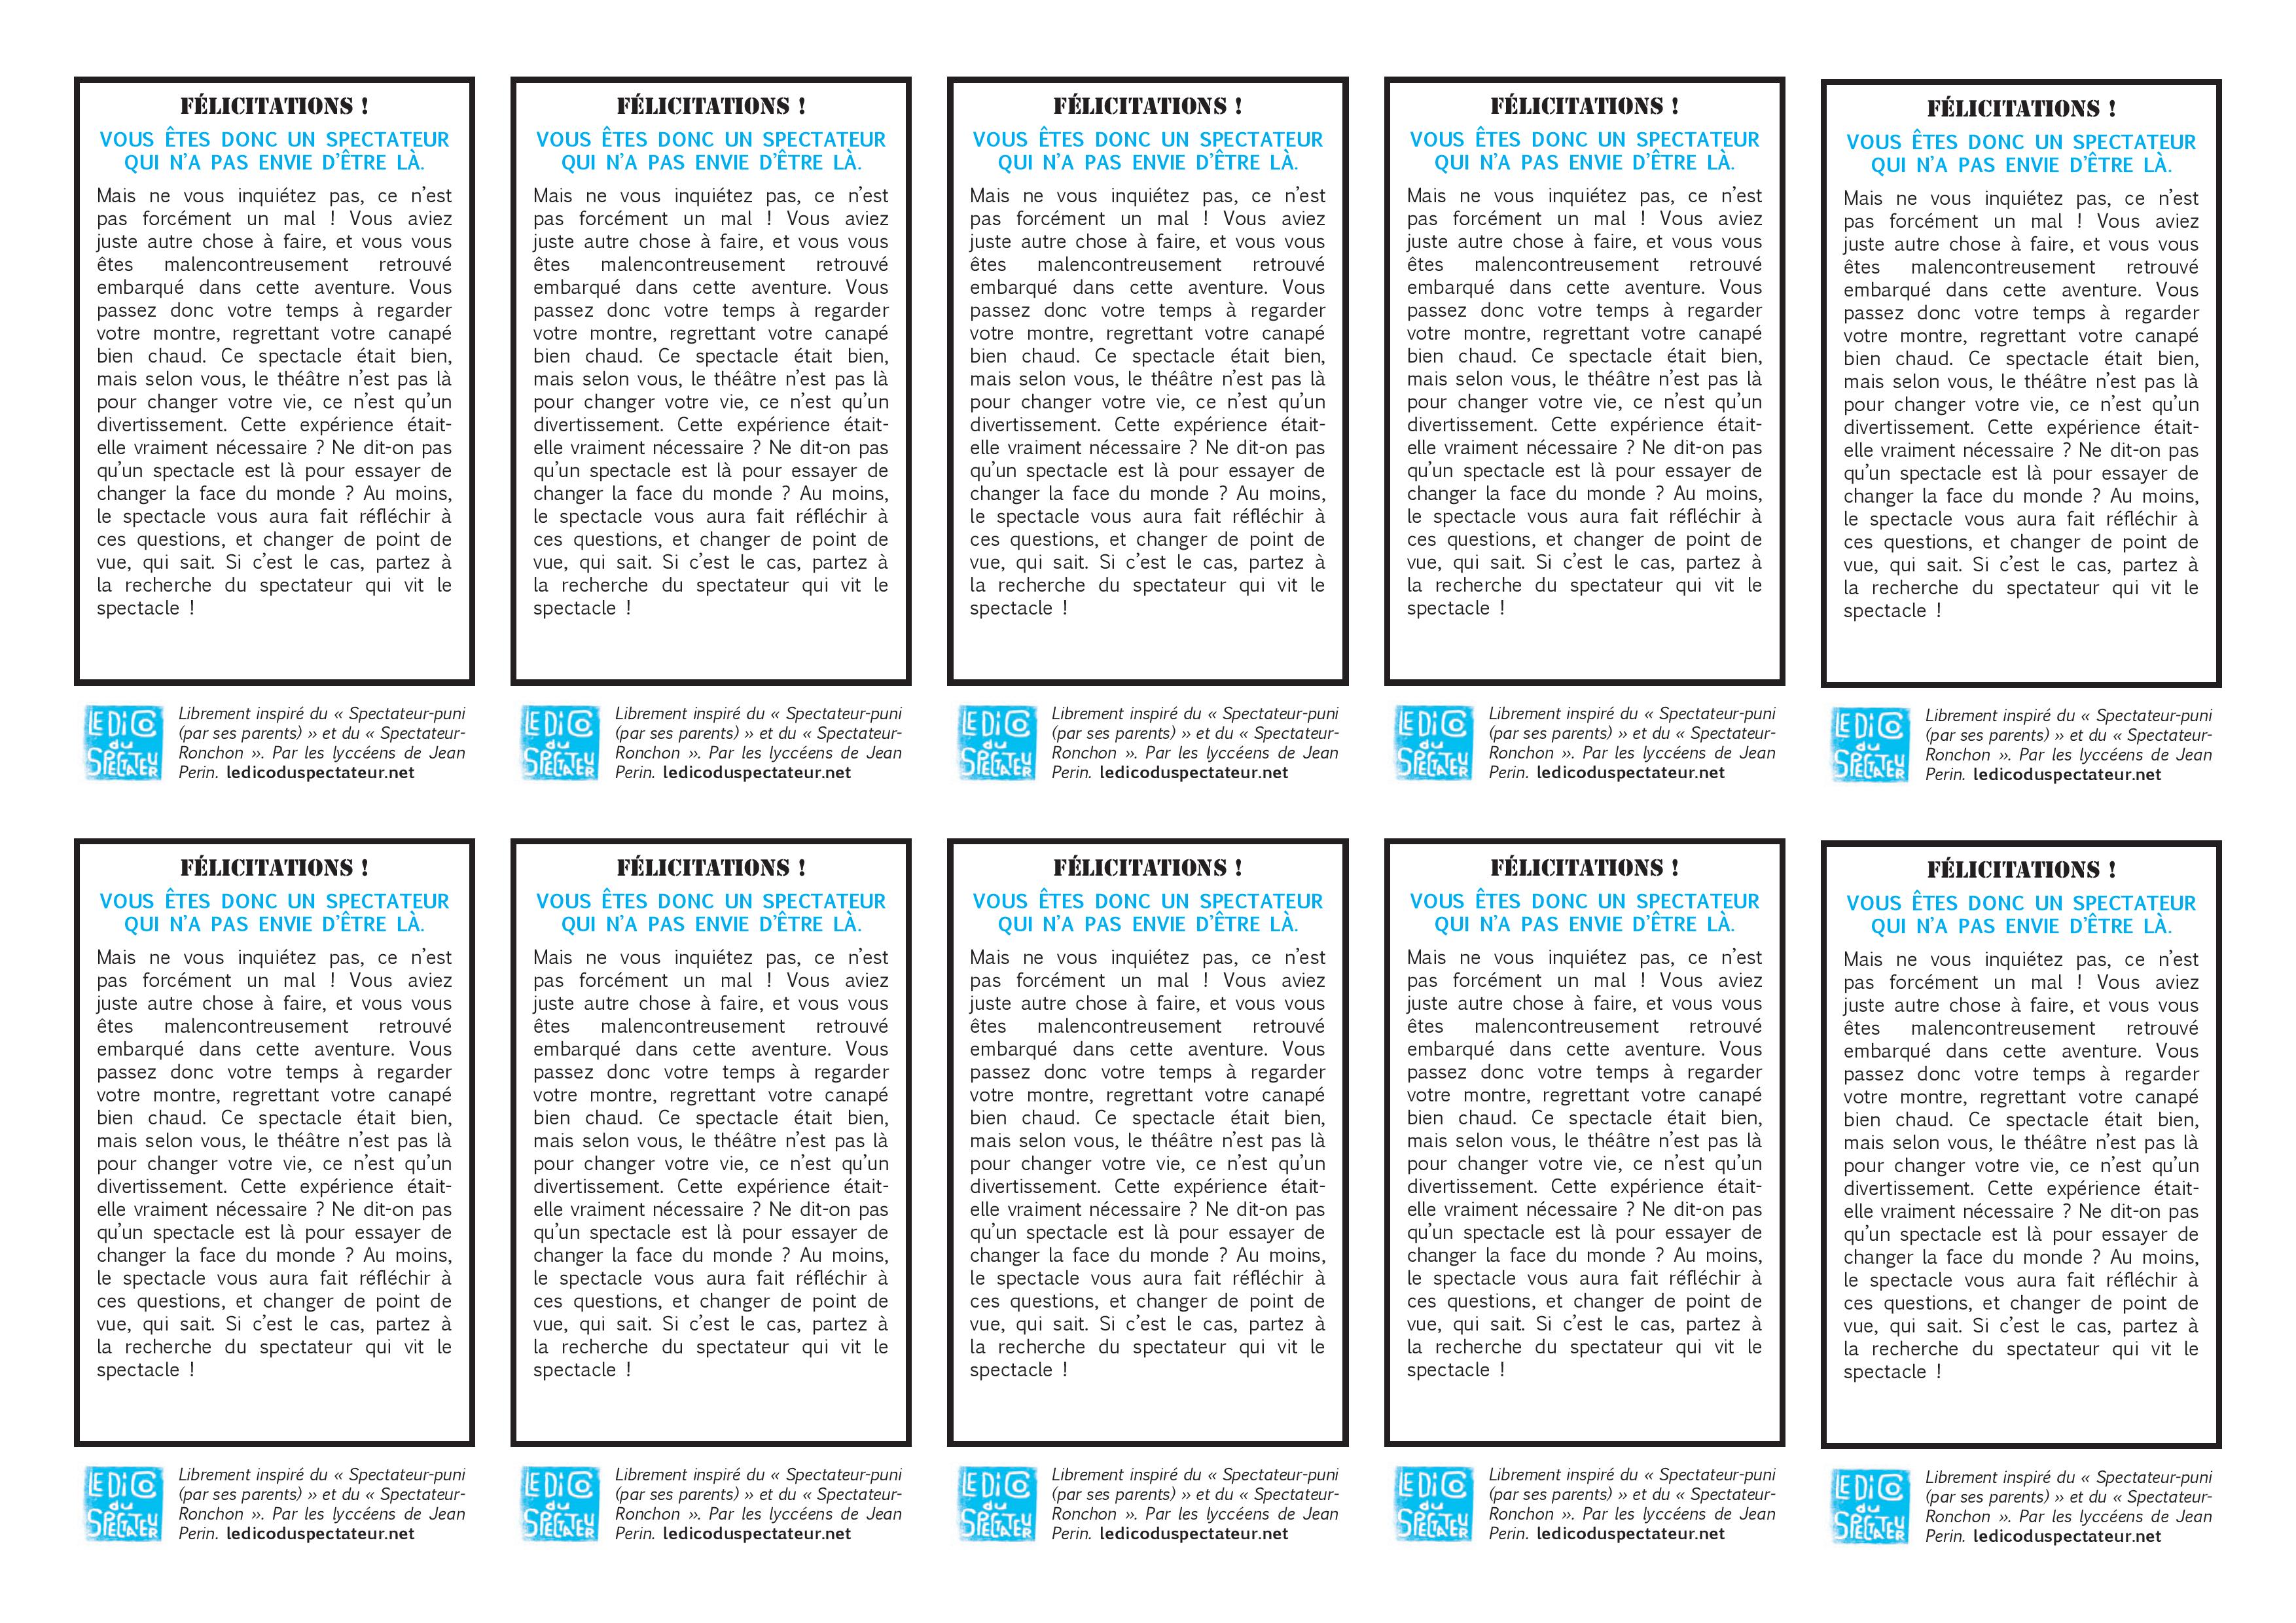 FÉLICITATIONS !
VOUS ÊTES DONC UN SPECTATEUR
QUI N’A PAS ENVIE D’ÊTRE LÀ.
Mais ne vous inquiétez pas, ce n’est
pas forcément un mal ! Vous aviez
juste autre chose à faire, et vous vous
êtes malencontreusement retrouvé
embarqué dans cette aventure. Vous
passez donc votre temps à regarder
votre montre, regrettant votre canapé
bien chaud. Ce spectacle était bien,
mais selon vous, le théâtre n’est pas là
pour changer votre vie, ce n’est qu’un
divertissement. Cette expérience était-
elle vraiment nécessaire ? Ne dit-on pas
qu’un spectacle est là pour essayer de
changer la face du monde ? Au moins,
le spectacle vous aura fait réfléchir à
ces questions, et changer de point de
vue, qui sait. Si c’est le cas, partez à
la recherche du spectateur qui vit le
spectacle !
LE DICO
du
SPECTATEUR
Librement inspiré du « Spectateur-puni
(par ses parents) » et du « Spectateur-
Ronchon ». Par les lyccéens de Jean
Perin. ledicoduspectateur.net
FÉLICITATIONS !
VOUS ÊTES DONC UN SPECTATEUR
QUI N’A PAS ENVIE D’ÊTRE LÀ.
Mais ne vous inquiétez pas, ce n’est
pas forcément un mal ! Vous aviez
juste autre chose à faire, et vous vous
êtes malencontreusement retrouvé
embarqué dans cette aventure. Vous
passez donc votre temps à regarder
votre montre, regrettant votre canapé
bien chaud. Ce spectacle était bien,
mais selon vous, le théâtre n’est pas là
pour changer votre vie, ce n’est qu’un
divertissement. Cette expérience était-
elle vraiment nécessaire ? Ne dit-on pas
qu’un spectacle est là pour essayer de
changer la face du monde ? Au moins,
le spectacle vous aura fait réfléchir à
ces questions, et changer de point de
vue, qui sait. Si c’est le cas, partez à
la recherche du spectateur qui vit le
spectacle !
LE DICO
du
SPECTATEUR
Librement inspiré du « Spectateur-puni
(par ses parents) » et du « Spectateur-
Ronchon ». Par les lyccéens de Jean
Perin. ledicoduspectateur.net
FÉLICITATIONS !
VOUS ÊTES DONC UN SPECTATEUR
QUI N’A PAS ENVIE D’ÊTRE LÀ.
Mais ne vous inquiétez pas, ce n’est
pas forcément un mal ! Vous aviez
juste autre chose à faire, et vous vous
êtes malencontreusement retrouvé
embarqué dans cette aventure. Vous
passez donc votre temps à regarder
votre montre, regrettant votre canapé
bien chaud. Ce spectacle était bien,
mais selon vous, le théâtre n’est pas là
pour changer votre vie, ce n’est qu’un
divertissement. Cette expérience était-
elle vraiment nécessaire ? Ne dit-on pas
qu’un spectacle est là pour essayer de
changer la face du monde ? Au moins,
le spectacle vous aura fait réfléchir à
ces questions, et changer de point de
vue, qui sait. Si c’est le cas, partez à
la recherche du spectateur qui vit le
spectacle !
LE DICO
du
SPECTATEUR
Librement inspiré du « Spectateur-puni
(par ses parents) » et du « Spectateur-
Ronchon ». Par les lyccéens de Jean
Perin. ledicoduspectateur.net
FÉLICITATIONS !
VOUS ÊTES DONC UN SPECTATEUR
QUI N’A PAS ENVIE D’ÊTRE LÀ.
Mais ne vous inquiétez pas, ce n’est
pas forcément un mal ! Vous aviez
juste autre chose à faire, et vous vous
êtes malencontreusement retrouvé
embarqué dans cette aventure. Vous
passez donc votre temps à regarder
votre montre, regrettant votre canapé
bien chaud. Ce spectacle était bien,
mais selon vous, le théâtre n’est pas là
pour changer votre vie, ce n’est qu’un
divertissement. Cette expérience était-
elle vraiment nécessaire ? Ne dit-on pas
qu’un spectacle est là pour essayer de
changer la face du monde ? Au moins,
le spectacle vous aura fait réfléchir à
ces questions, et changer de point de
vue, qui sait. Si c’est le cas, partez à
la recherche du spectateur qui vit le
spectacle !
LE DICO
du
SPECTATEUR
Librement inspiré du « Spectateur-puni
(par ses parents) » et du « Spectateur-
Ronchon ». Par les lyccéens de Jean
Perin. ledicoduspectateur.net
FÉLICITATIONS !
VOUS ÊTES DONC UN SPECTATEUR
QUI N’A PAS ENVIE D’ÊTRE LÀ.
Mais ne vous inquiétez pas, ce n’est
pas forcément un mal ! Vous aviez
juste autre chose à faire, et vous vous
êtes malencontreusement retrouvé
embarqué dans cette aventure. Vous
passez donc votre temps à regarder
votre montre, regrettant votre canapé
bien chaud. Ce spectacle était bien,
mais selon vous, le théâtre n’est pas là
pour changer votre vie, ce n’est qu’un
divertissement. Cette expérience était-
elle vraiment nécessaire ? Ne dit-on pas
qu’un spectacle est là pour essayer de
changer la face du monde ? Au moins,
le spectacle vous aura fait réfléchir à
ces questions, et changer de point de
vue, qui sait. Si c’est le cas, partez à
la recherche du spectateur qui vit le
spectacle !
LE DICO
du
SPECTATEUR
Librement inspiré du « Spectateur-puni
(par ses parents) » et du « Spectateur-
Ronchon ». Par les lyccéens de Jean
Perin. ledicoduspectateur.net
FÉLICITATIONS !
VOUS ÊTES DONC UN SPECTATEUR
QUI N’A PAS ENVIE D’ÊTRE LÀ.
Mais ne vous inquiétez pas, ce n’est
pas forcément un mal ! Vous aviez
juste autre chose à faire, et vous vous
êtes malencontreusement retrouvé
embarqué dans cette aventure. Vous
passez donc votre temps à regarder
votre montre, regrettant votre canapé
bien chaud. Ce spectacle était bien,
mais selon vous, le théâtre n’est pas là
pour changer votre vie, ce n’est qu’un
divertissement. Cette expérience était-
elle vraiment nécessaire ? Ne dit-on pas
qu’un spectacle est là pour essayer de
changer la face du monde ? Au moins,
le spectacle vous aura fait réfléchir à
ces questions, et changer de point de
vue, qui sait. Si c’est le cas, partez à
la recherche du spectateur qui vit le
spectacle !
LE DICO
du
SPECTATEUR
Librement inspiré du « Spectateur-puni
(par ses parents) » et du « Spectateur-
Ronchon ». Par les lyccéens de Jean
Perin. ledicoduspectateur.net
FÉLICITATIONS !
VOUS ÊTES DONC UN SPECTATEUR
QUI N’A PAS ENVIE D’ÊTRE LÀ.
Mais ne vous inquiétez pas, ce n’est
pas forcément un mal ! Vous aviez
juste autre chose à faire, et vous vous
êtes malencontreusement retrouvé
embarqué dans cette aventure. Vous
passez donc votre temps à regarder
votre montre, regrettant votre canapé
bien chaud. Ce spectacle était bien,
mais selon vous, le théâtre n’est pas là
pour changer votre vie, ce n’est qu’un
divertissement. Cette expérience était-
elle vraiment nécessaire ? Ne dit-on pas
qu’un spectacle est là pour essayer de
changer la face du monde ? Au moins,
le spectacle vous aura fait réfléchir à
ces questions, et changer de point de
vue, qui sait. Si c’est le cas, partez à
la recherche du spectateur qui vit le
spectacle !
LE DICO
du
SPECTATEUR
Librement inspiré du « Spectateur-puni
(par ses parents) » et du « Spectateur-
Ronchon ». Par les lyccéens de Jean
Perin. ledicoduspectateur.net
FÉLICITATIONS !
VOUS ÊTES DONC UN SPECTATEUR
QUI N’A PAS ENVIE D’ÊTRE LÀ.
Mais ne vous inquiétez pas, ce n’est
pas forcément un mal ! Vous aviez
juste autre chose à faire, et vous vous
êtes malencontreusement retrouvé
embarqué dans cette aventure. Vous
passez donc votre temps à regarder
votre montre, regrettant votre canapé
bien chaud. Ce spectacle était bien,
mais selon vous, le théâtre n’est pas là
pour changer votre vie, ce n’est qu’un
divertissement. Cette expérience était-
elle vraiment nécessaire ? Ne dit-on pas
qu’un spectacle est là pour essayer de
changer la face du monde ? Au moins,
le spectacle vous aura fait réfléchir à
ces questions, et changer de point de
vue, qui sait. Si c’est le cas, partez à
la recherche du spectateur qui vit le
spectacle !
LE DICO
du
SPECTATEUR
Librement inspiré du « Spectateur-puni
(par ses parents) » et du « Spectateur-
Ronchon ». Par les lyccéens de Jean
Perin. ledicoduspectateur.net
FÉLICITATIONS !
VOUS ÊTES DONC UN SPECTATEUR
QUI N’A PAS ENVIE D’ÊTRE LÀ.
Mais ne vous inquiétez pas, ce n’est
pas forcément un mal ! Vous aviez
juste autre chose à faire, et vous vous
êtes malencontreusement retrouvé
embarqué dans cette aventure. Vous
passez donc votre temps à regarder
votre montre, regrettant votre canapé
bien chaud. Ce spectacle était bien,
mais selon vous, le théâtre n’est pas là
pour changer votre vie, ce n’est qu’un
divertissement. Cette expérience était-
elle vraiment nécessaire ? Ne dit-on pas
qu’un spectacle est là pour essayer de
changer la face du monde ? Au moins,
le spectacle vous aura fait réfléchir à
ces questions, et changer de point de
vue, qui sait. Si c’est le cas, partez à
la recherche du spectateur qui vit le
spectacle !
LE DICO
du
SPECTATEUR
Librement inspiré du « Spectateur-puni
(par ses parents) » et du « Spectateur-
Ronchon ». Par les lyccéens de Jean
Perin. ledicoduspectateur.net
FÉLICITATIONS !
VOUS ÊTES DONC UN SPECTATEUR
QUI N’A PAS ENVIE D’ÊTRE LÀ.
Mais ne vous inquiétez pas, ce n’est
pas forcément un mal ! Vous aviez
juste autre chose à faire, et vous vous
êtes malencontreusement retrouvé
embarqué dans cette aventure. Vous
passez donc votre temps à regarder
votre montre, regrettant votre canapé
bien chaud. Ce spectacle était bien,
mais selon vous, le théâtre n’est pas là
pour changer votre vie, ce n’est qu’un
divertissement. Cette expérience était-
elle vraiment nécessaire ? Ne dit-on pas
qu’un spectacle est là pour essayer de
changer la face du monde ? Au moins,
le spectacle vous aura fait réfléchir à
ces questions, et changer de point de
vue, qui sait. Si c’est le cas, partez à
la recherche du spectateur qui vit le
spectacle !
LE DICO
du
SPECTATEUR
Librement inspiré du « Spectateur-puni
(par ses parents) » et du « Spectateur-
Ronchon ». Par les lyccéens de Jean
Perin. ledicoduspectateur.net